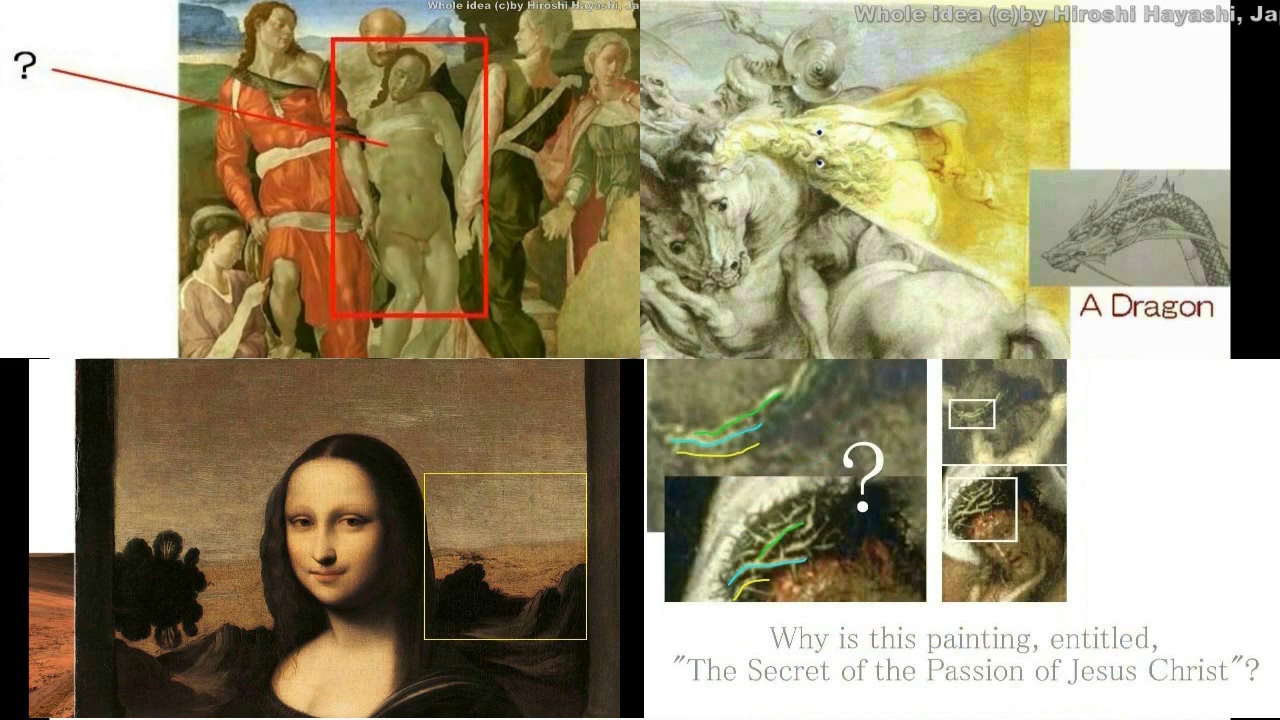 Whole idea (c)by Hiroshi Hayashi, Ja
Whole idea (c)by Hiroshi Hayashi, Ja
?
A Dragon
?
Why is this painting, entitled,
"The Secret of the Passion of Jesus Christ"?